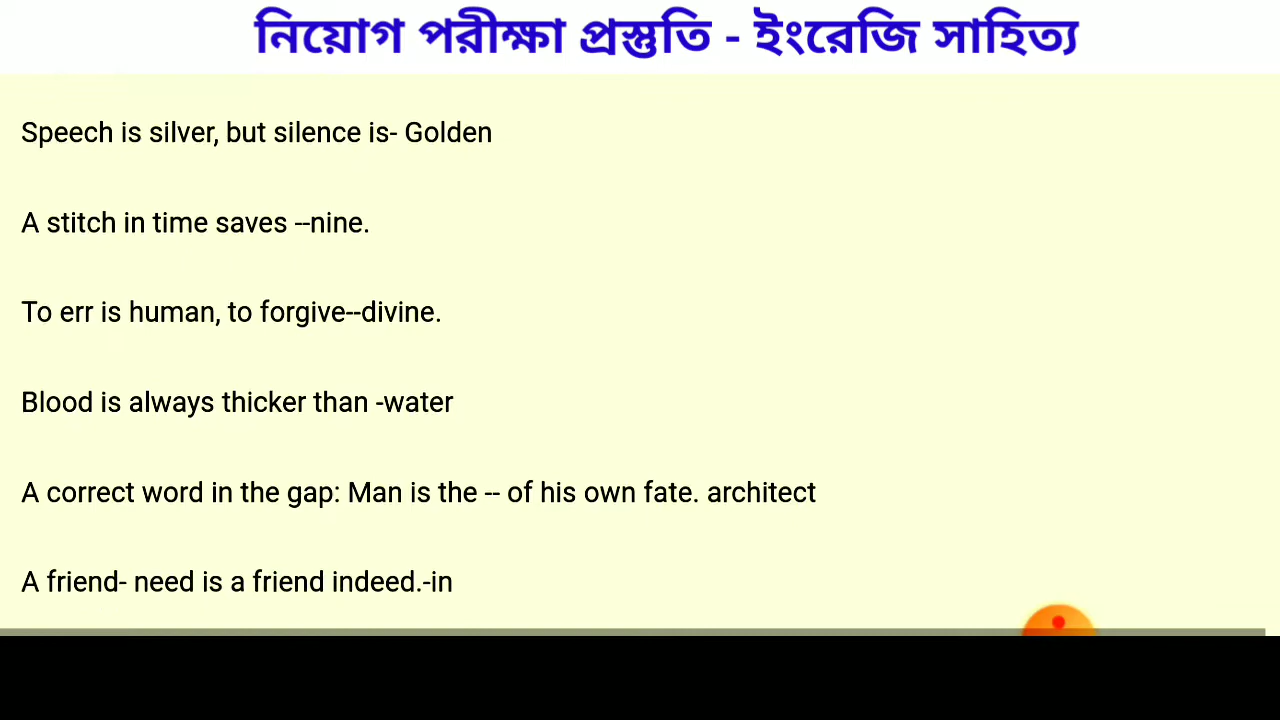 নিয়োগ পরীক্ষা প্রস্তুতি - ইংরেজি সাহিত্য
Speech is silver, but silence is- Golden
A stitch in time saves --nine.
To err is human, to forgive--divine.
Blood is always thicker than -water
A correct word in the gap: Man is the -- of his own fate. architect
A friend- need is a friend indeed.-in